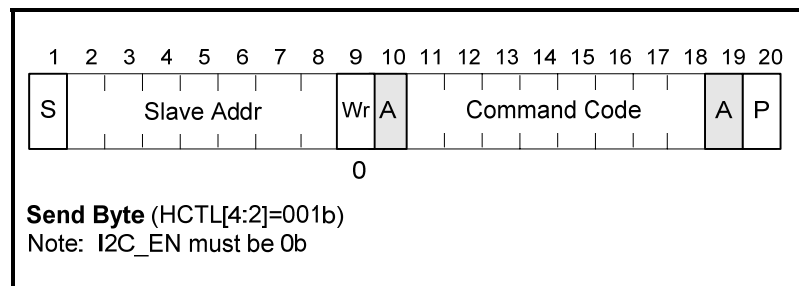 1 2 3 4 5 6 7 8 9 10 11 12 13 14 15 16 17 18 19 20
S Slave Addr Wr A Command Code A P
0
Send Byte (HCTL[4:2]=001b)
Note: I2C_EN must be 0b